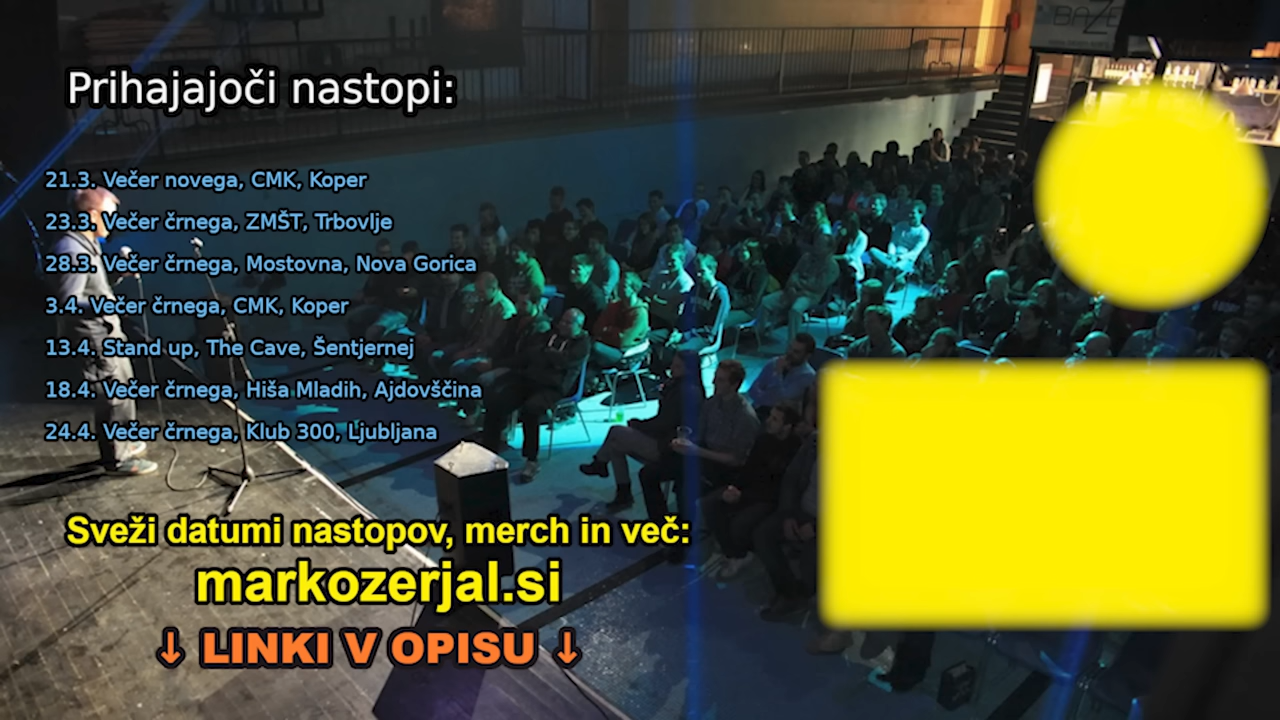 Prihajajoči nastopi:
21.3. Večer novega, CMK, Koper
23.3. Večer črnega, ZMŠT, Trbovlje
28.3. Večer črnega, Mostovna, Nova Gorica
3.4. Večer črnega, CMK, Koper
13.4. Stand up, The Cave, Šentjernej
18.4. Večer črnega, Hiša Mladih, Ajdovščina
24.4. Večer črnega, Klub 300, Ljubljana
Sveži datumi nastopov, merch in več:
markozerjal.si
↓ LINKI V OPISU ↓